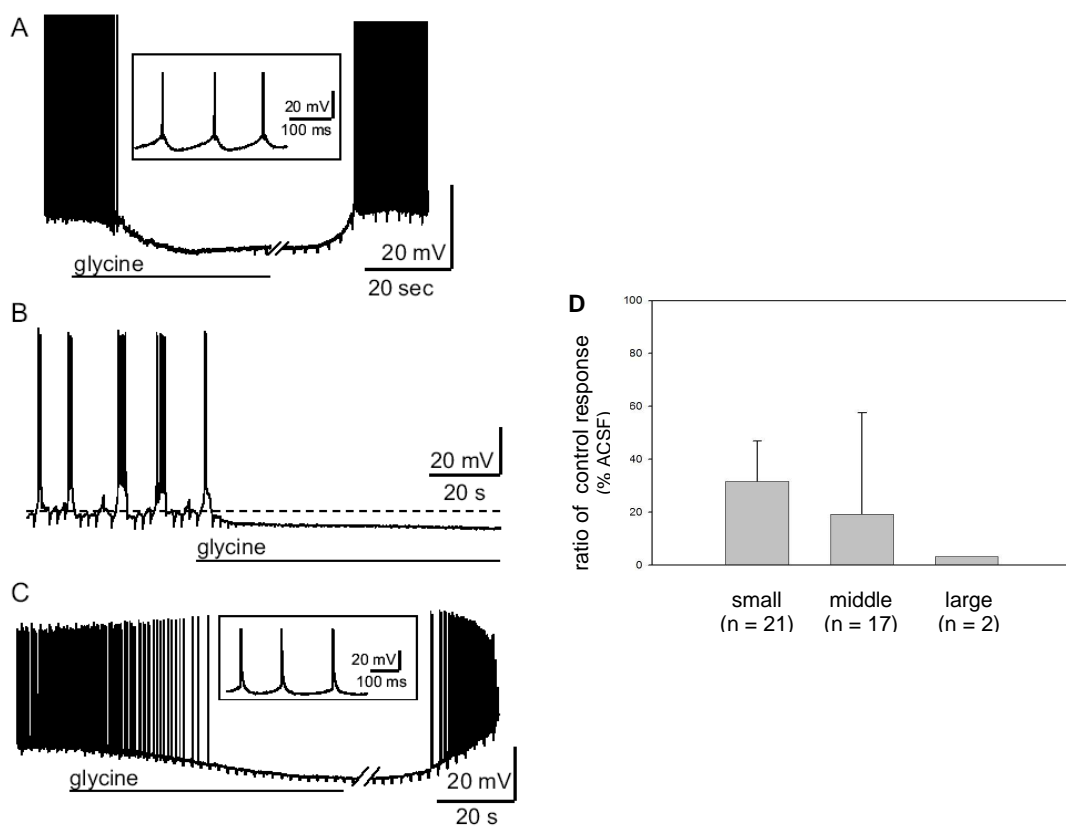 A
20 mV
100 ms
20 mV
20 sec
glycine
B
20 mV
20 s
glycine
C
20 mV
100 ms
glycine
20 mV
20 s
D
ratio of control response
(% ACSF)
100
80
60
40
20
0
small
(n = 21)
middle
(n = 17)
large
(n = 2)